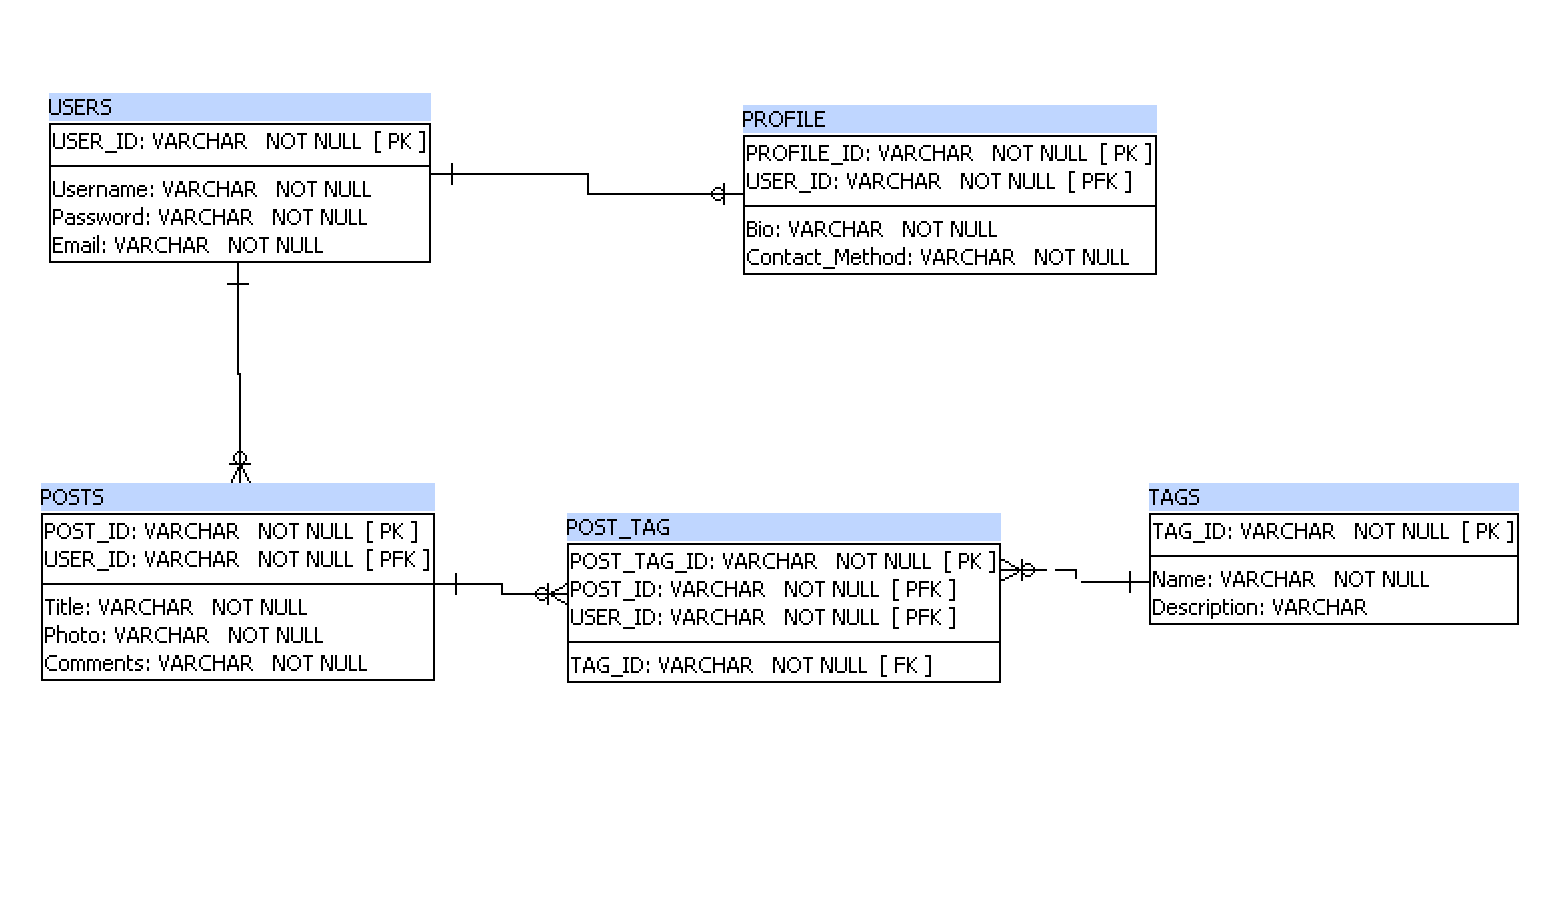 USERS
USER_ID: VARCHAR NOT NULL [ PK ]
Username: VARCHAR NOT NULL
Password: VARCHAR NOT NULL
Email: VARCHAR NOT NULL
PROFILE
PROFILE_ID: VARCHAR NOT NULL [ PK ]
USER_ID: VARCHAR NOT NULL [ PFK ]
Bio: VARCHAR NOT NULL
Contact_Method: VARCHAR NOT NULL
POSTS
POST_ID: VARCHAR NOT NULL [ PK ]
USER_ID: VARCHAR NOT NULL [ PFK ]
Title: VARCHAR NOT NULL
Photo: VARCHAR NOT NULL
Comments: VARCHAR NOT NULL
POST_TAG
POST_TAG_ID: VARCHAR NOT NULL [ PK ]
POST_ID: VARCHAR NOT NULL [ PFK ]
USER_ID: VARCHAR NOT NULL [ PFK ]
TAG_ID: VARCHAR NOT NULL [ FK ]
TAGS
TAG_ID: VARCHAR NOT NULL [ PK ]
Name: VARCHAR NOT NULL
Description: VARCHAR